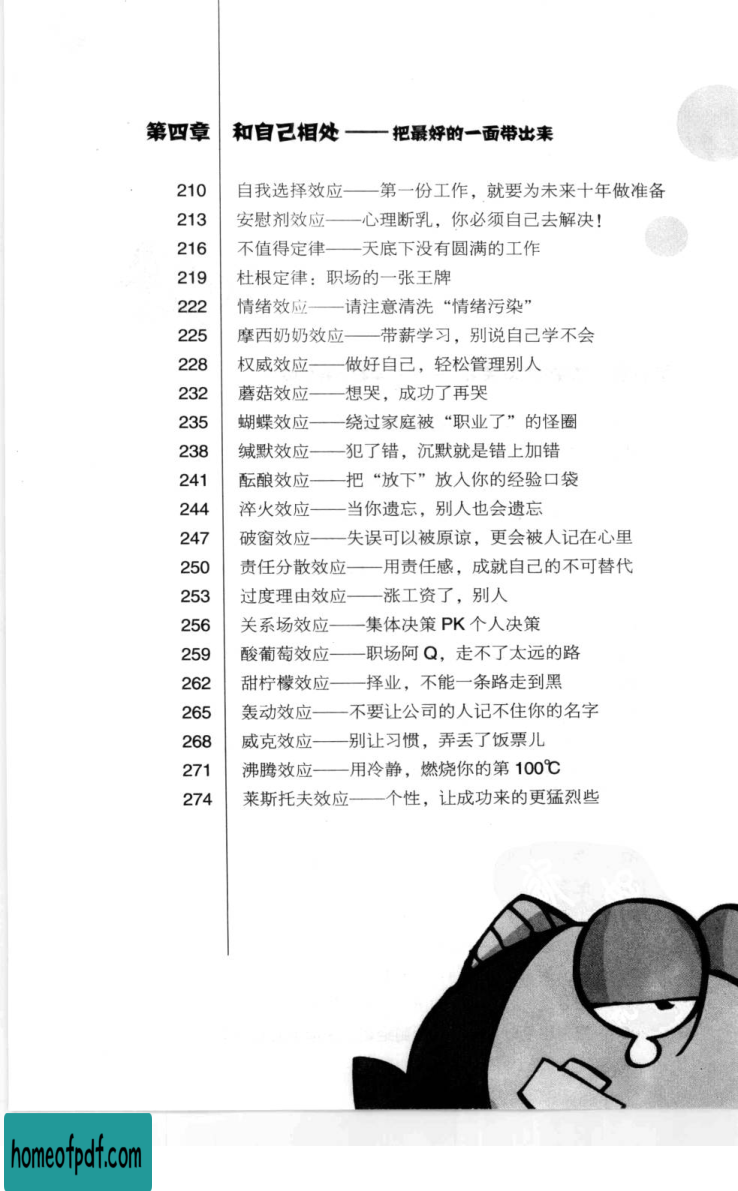 第四章 和自己相处——把最好的一面带出来
210 自我选择效应——第一份工作，就要为未来十年做准备
213 安慰剂效应——心理断乳，你必须自己去解决！
216 不值得定律——天底下没有圆满的工作
219 杜根定律：职场的一张王牌
222 情绪效应——请注意清洗“情绪污染”
225 摩西奶奶效应——带薪学习，别说自己学不会
228 权威效应——做好自己，轻松管理别人
232 蘑菇效应——想哭，成功了再哭
235 蝴蝶效应——绕过家庭被“职业了”的怪圈
238 缄默效应——犯了错，沉默就是错上加错
241 酝酿效应——把“放下”放入你的经验口袋
244 淬火效应——当你遗忘，别人也会遗忘
247 破窗效应——失误可以被原谅，更会被人记在心里
250 责任分散效应——用责任感，成就自己的不可替代
253 过度理由效应——涨工资了，别人
256 关系场效应——集体决策 PK 个人决策
259 酸葡萄效应——职场阿 Q，走不了太远的路
262 甜柠檬效应——择业，不能一条路走到黑
265 轰动效应——不要让公司的人记不住你的名字
268 威克效应——别让习惯，弄丢了饭票儿
271 沸腾效应——用冷静，燃烧你的第 100℃
274 莱斯托夫效应——个性，让成功来的更猛烈些
homeofpdf.com